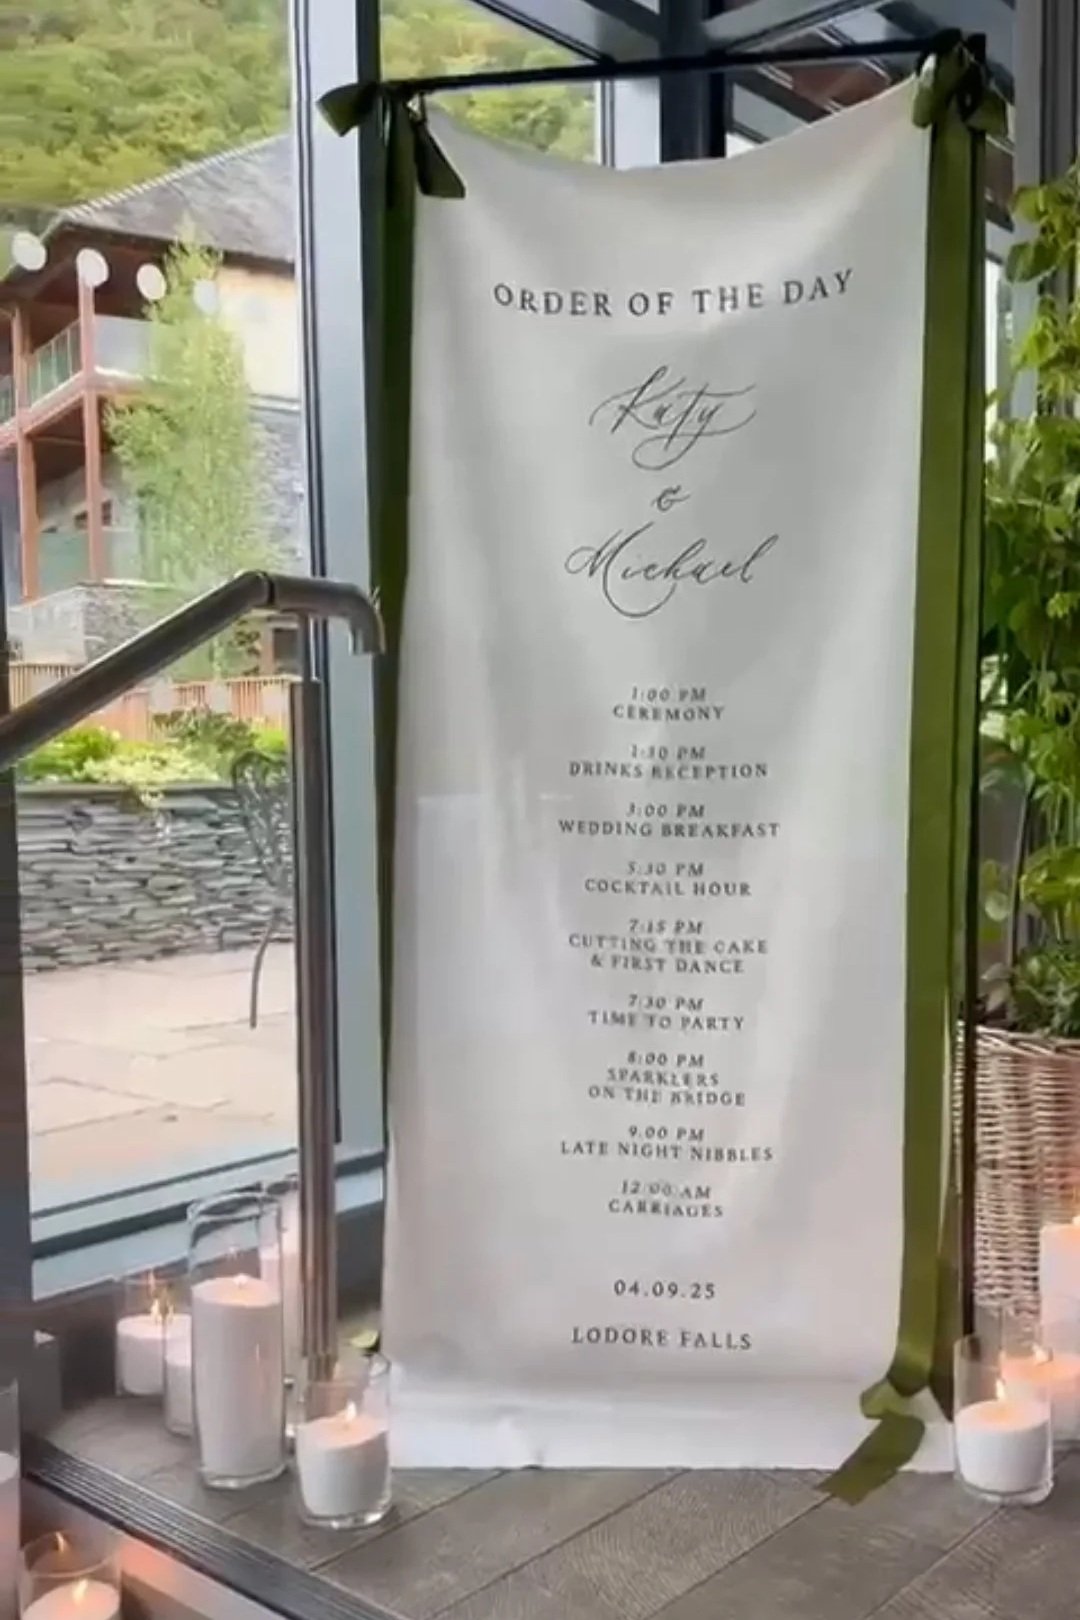 ORDER OF THE DAY
Katy
&
Michael
1:00 PM
CEREMONY
1:30 PM
DRINKS RECEPTION
3:00 PM
WEDDING BREAKFAST
5:30 PM
COCKTAIL HOUR
7:15 PM
CUTTING THE CAKE
& FIRST DANCE
7:30 PM
TIME TO PARTY
8:00 PM
SPARKLERS
ON THE BRIDGE
9.00 PM
LATE NIGHT NIBBLES
12:00 AM
CARRIAGES
04.09.25
LODORE FALLS